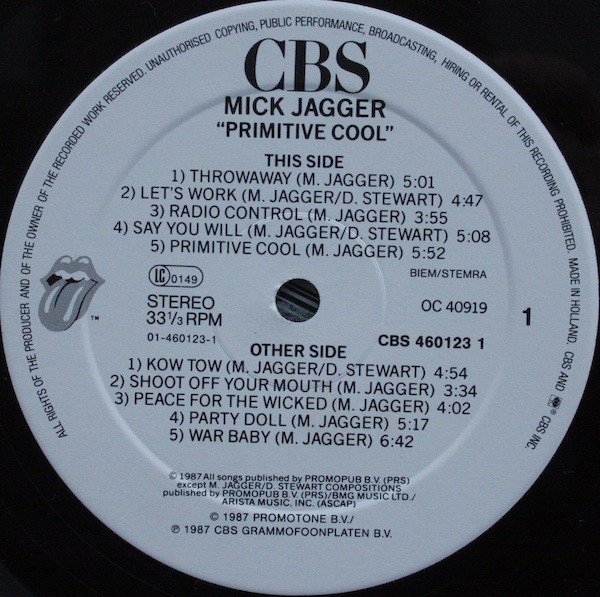 ALL RIGHTS OF THE PRODUCER AND OF THE OWNER OF THE RECORDED WORK RESERVED. UNAUTHORISED COPYING, PUBLIC PERFORMANCE, BROADCASTING, HIRING OR RENTAL OF THIS RECORDING PROHIBITED. MADE IN HOLLAND. CBS AND ® CBS INC.
CBS
MICK JAGGER
“PRIMITIVE COOL”
THIS SIDE
1) THROWAWAY (M. JAGGER) 5:01
2) LET'S WORK (M. JAGGER/D. STEWART) 4:47
3) RADIO CONTROL (M. JAGGER) 3:55
4) SAY YOU WILL (M. JAGGER/D. STEWART) 5:08
5) PRIMITIVE COOL (M. JAGGER) 5:52
LC 0149
BIEM/STEMRA
STEREO
OC 40919
1
™
33 1/3 RPM
01-460123-1
CBS 460123 1
OTHER SIDE
1) KOW TOW (M. JAGGER/D. STEWART) 4:54
2) SHOOT OFF YOUR MOUTH (M. JAGGER) 3:34
3) PEACE FOR THE WICKED (M. JAGGER) 4:02
4) PARTY DOLL (M. JAGGER) 5:17
5) WAR BABY (M. JAGGER) 6:42
© 1987 All songs published by PROMOPUB B.V. (PRS)
except M. JAGGER/D. STEWART COMPOSITIONS
published by PROMOPUB B.V. (PRS)/BMG MUSIC LTD./
ARISTA MUSIC, INC. (ASCAP)
© 1987 PROMOTONE B.V./
℗ 1987 CBS GRAMMOFOONPLATEN B.V.